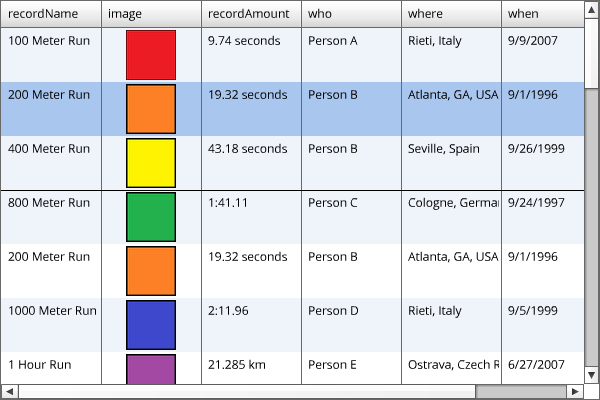 recordName image recordAmount who where when
100 Meter Run 9.74 seconds Person A Rieti, Italy 9/9/2007
200 Meter Run 19.32 seconds Person B Atlanta, GA, USA 9/1/1996
400 Meter Run 43.18 seconds Person B Seville, Spain 9/26/1999
800 Meter Run 1:41.11 Person C Cologne, Germa 9/24/1997
200 Meter Run 19.32 seconds Person B Atlanta, GA, USA 9/1/1996
1000 Meter Run 2:11.96 Person D Rieti, Italy 9/5/1999
1 Hour Run 21.285 km Person E Ostrava, Czech R 6/27/2007